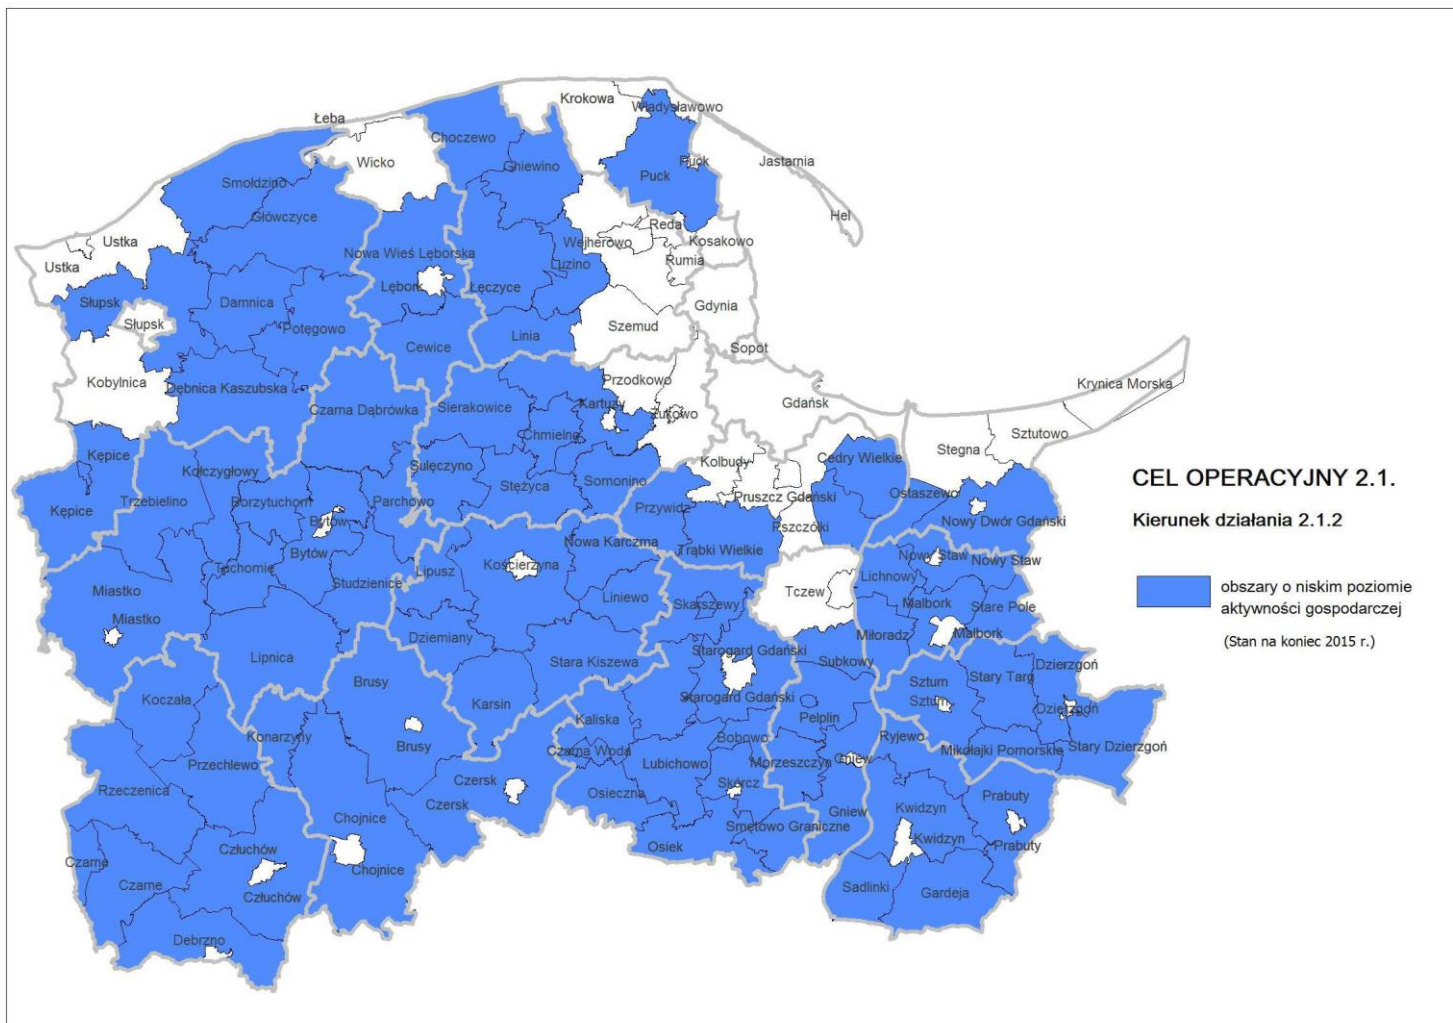 Krokowa
Władysławowo
Łeba
Choczewo
Wicko
Gniewino
Puck
Puck
Jastarnia
Smołdzino
Hel
Główczyce
Reda
Ustka
Wejherowo
Kosakowo
Nowa Wieś Lęborska
Rumia
Ustka
Luzino
Łęczyce
Słupsk
Damnica
Gdynia
Słupsk
Potęgowo
Szemud
Linia
Cewice
Sopot
Przodkowo
Kobylnica
Dębnica Kaszubska
Krynica Morska
Kartuzy
Gdańsk
Czarna Dąbrówka
Sierakowice
Żukowo
Chmielno
Sztutowo
Stegna
Kępice
Kolbudy
Cedry Wielkie
Kołczygłowy
Sulęczyno
CEL OPERACYJNY 2.1.
Stężyca
Somonino
Ostaszewo
Trzebielino
Borzytuchom
Parchowo
Pruszcz Gdański
Kępice
Przywidz
Bytów
Nowy Dwór Gdański
Kierunek działania 2.1.2
Pszczółki
Nowa Karczma
Bytów
Trąbki Wielkie
Nowy Staw
Nowy Staw
Kościerzyna
Tuchomie
Lipusz
Lichnowy
Studzienice
obszary o niskim poziomie
aktywności gospodarczej
Miastko
Tczew
Liniewo
Skarszewy
Malbork
Stare Pole
Miastko
Dziemiany
Miłoradz
Malbork
(Stan na koniec 2015 r.)
Starogard Gdański
Lipnica
Stara Kiszewa
Subkowy
Dzierzgoń
Brusy
Sztum
Stary Targ
Koczała
Starogard Gdański
Sztum
Karsin
Dzierzgoń
Kaliska
Pelplin
Konarzyny
Bobowo
Ryjewo
Brusy
Czarna Woda
Mikołajki Pomorskie
Stary Dzierzgoń
Przechlewo
Lubichowo
Morzeszczyn
Gniew
Czersk
Rzeczenica
Skórcz
Osieczna
Prabuty
Czersk
Kwidzyn
Gniew
Chojnice
Smętowo Graniczne
Kwidzyn
Prabuty
Osiek
Człuchów
Czarne
Chojnice
Czarne
Sadlinki
Gardeja
Człuchów
Debrzno